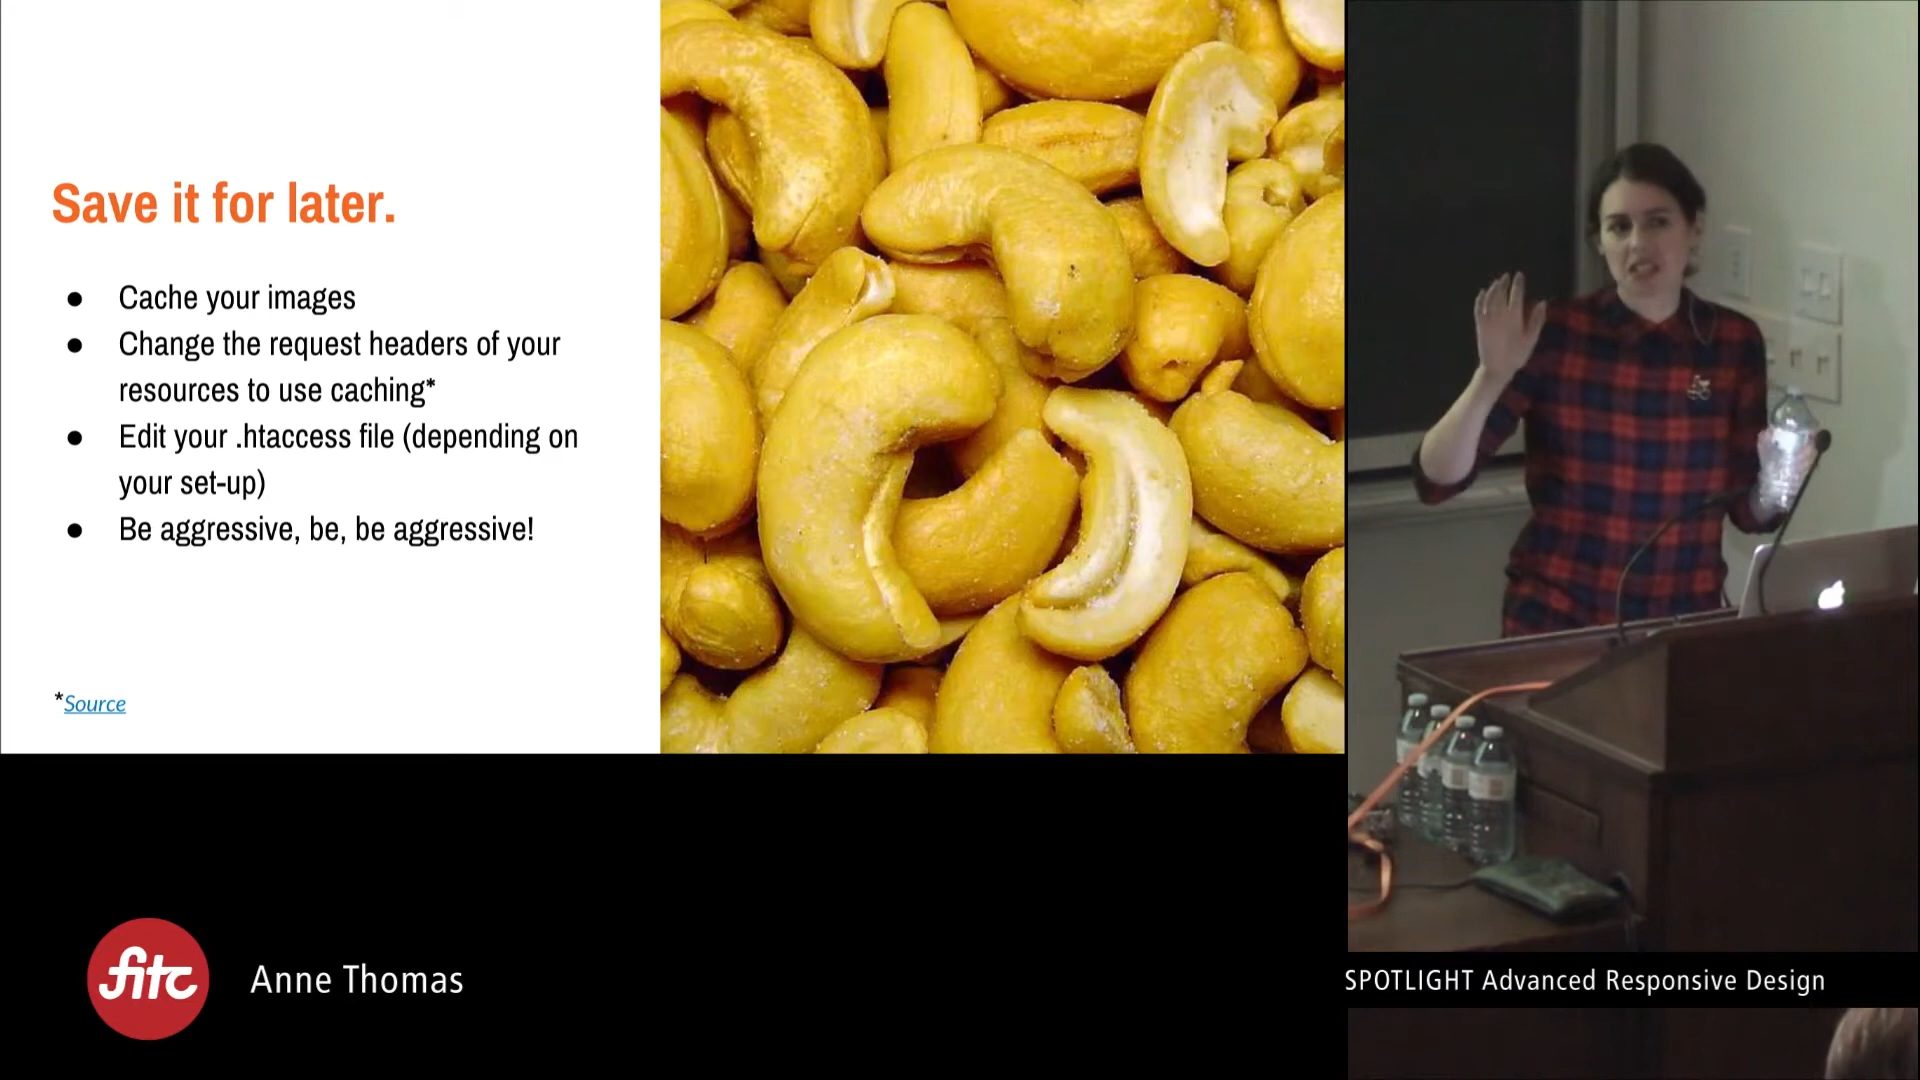 Save it for later.
● Cache your images
● Change the request headers of your
resources to use caching*
● Edit your .htaccess file (depending on
your set-up)
● Be aggressive, be, be aggressive!
*Source
fitc
Anne Thomas
SPOTLIGHT Advanced Responsive Design